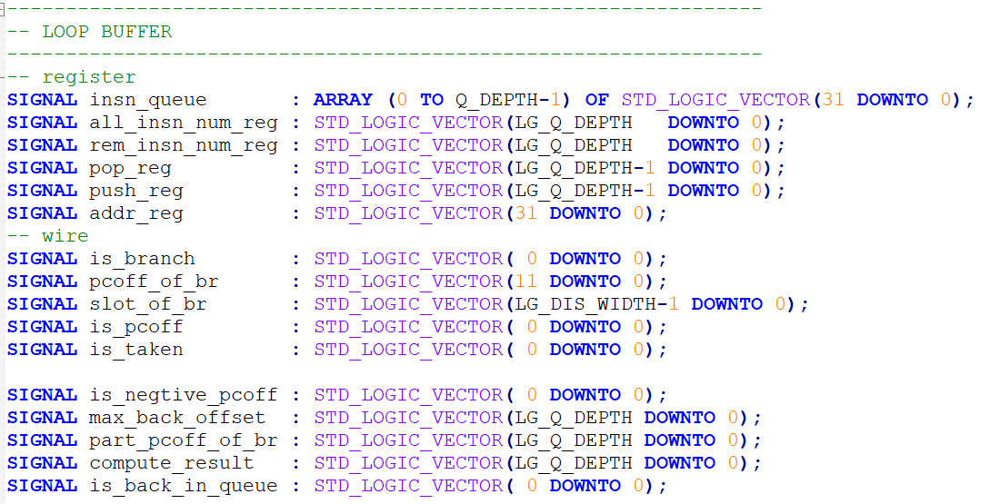 ----------------------------------------------------------------
-- LOOP BUFFER
----------------------------------------------------------------
-- register
SIGNAL insn_queue       : ARRAY (0 TO Q_DEPTH-1) OF STD_LOGIC_VECTOR(31 DOWNTO 0);
SIGNAL all_insn_num_reg : STD_LOGIC_VECTOR(LG_Q_DEPTH   DOWNTO 0);
SIGNAL rem_insn_num_reg : STD_LOGIC_VECTOR(LG_Q_DEPTH   DOWNTO 0);
SIGNAL pop_reg          : STD_LOGIC_VECTOR(LG_Q_DEPTH-1 DOWNTO 0);
SIGNAL push_reg         : STD_LOGIC_VECTOR(LG_Q_DEPTH-1 DOWNTO 0);
SIGNAL addr_reg         : STD_LOGIC_VECTOR(31 DOWNTO 0);
-- wire
SIGNAL is_branch        : STD_LOGIC_VECTOR( 0 DOWNTO 0);
SIGNAL pcoff_of_br      : STD_LOGIC_VECTOR(11 DOWNTO 0);
SIGNAL slot_of_br       : STD_LOGIC_VECTOR(LG_DIS_WIDTH-1 DOWNTO 0);
SIGNAL is_pcoff         : STD_LOGIC_VECTOR( 0 DOWNTO 0);
SIGNAL is_taken         : STD_LOGIC_VECTOR( 0 DOWNTO 0);
SIGNAL is_negtive_pcoff : STD_LOGIC_VECTOR( 0 DOWNTO 0);
SIGNAL max_back_offset  : STD_LOGIC_VECTOR(LG_Q_DEPTH DOWNTO 0);
SIGNAL part_pcoff_of_br : STD_LOGIC_VECTOR(LG_Q_DEPTH DOWNTO 0);
SIGNAL compute_result   : STD_LOGIC_VECTOR(LG_Q_DEPTH DOWNTO 0);
SIGNAL is_back_in_queue : STD_LOGIC_VECTOR( 0 DOWNTO 0);